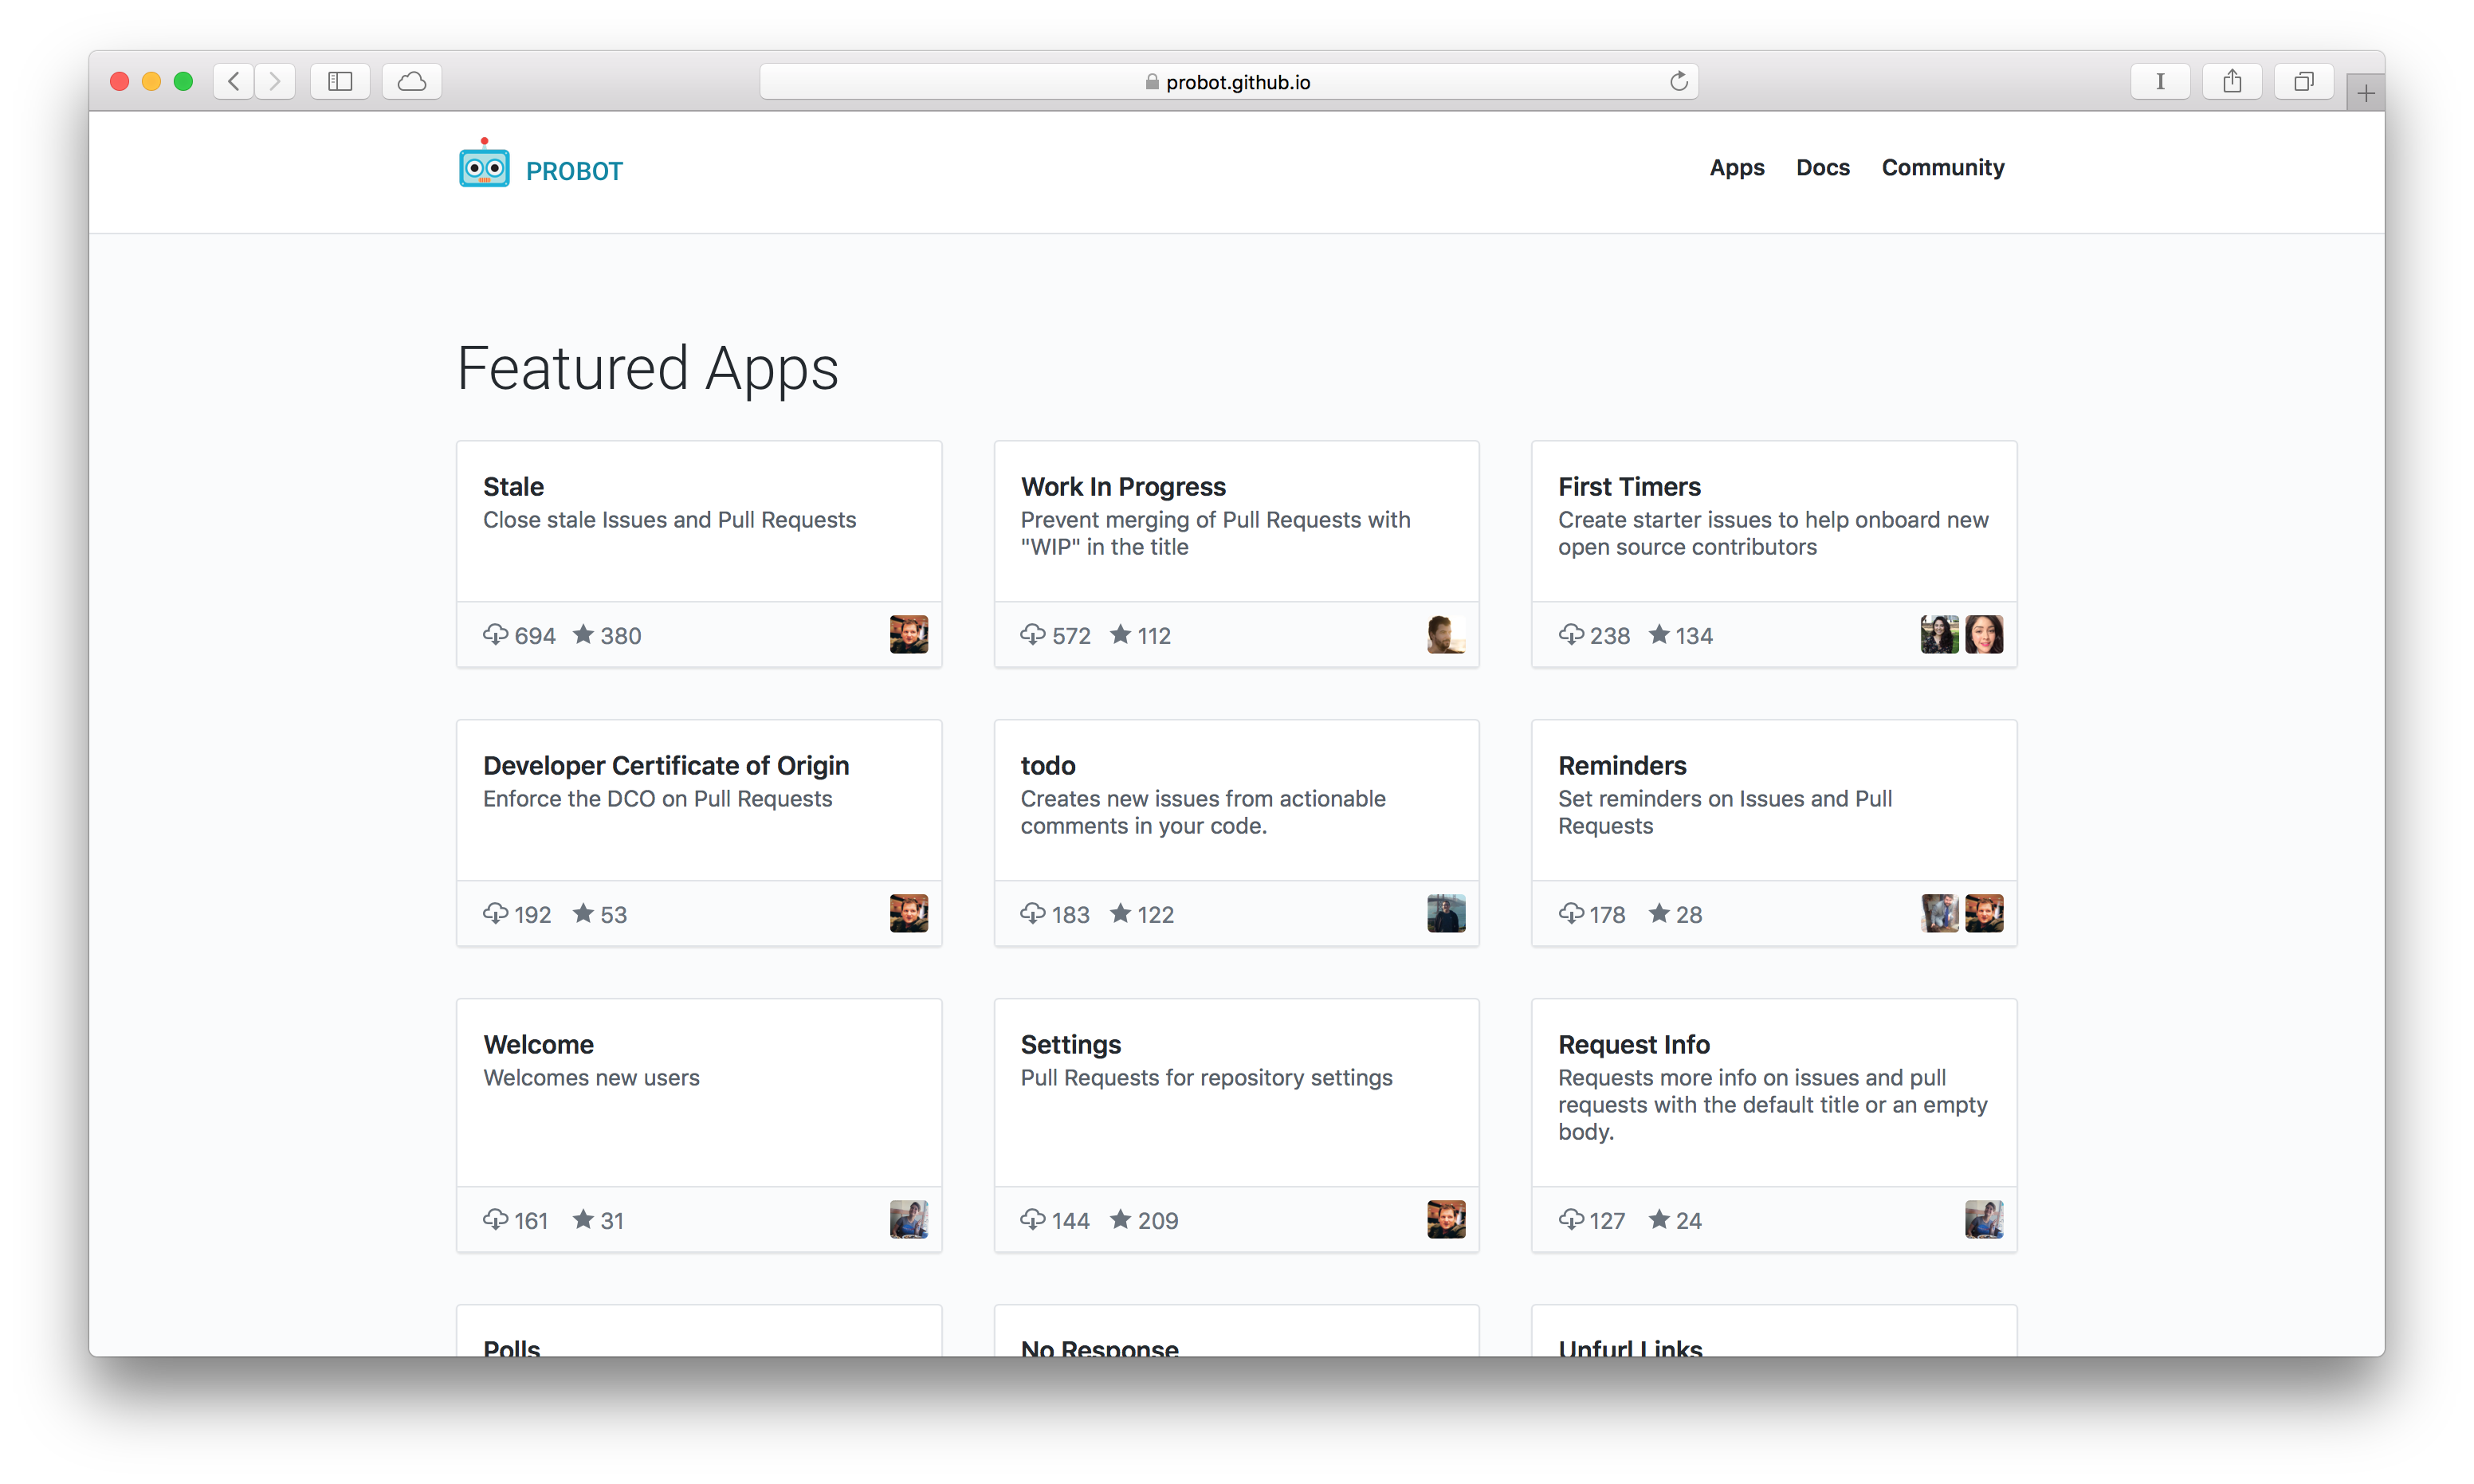 probot.github.io
PROBOT
Apps Docs Community
Featured Apps
Stale
Close stale Issues and Pull Requests
694 380
Work In Progress
Prevent merging of Pull Requests with
"WIP" in the title
572 112
First Timers
Create starter issues to help onboard new
open source contributors
238 134
Developer Certificate of Origin
Enforce the DCO on Pull Requests
192 53
todo
Creates new issues from actionable
comments in your code.
183 122
Reminders
Set reminders on Issues and Pull
Requests
178 28
Welcome
Welcomes new users
161 31
Settings
Pull Requests for repository settings
144 209
Request Info
Requests more info on issues and pull
requests with the default title or an empty
body.
127 24
Polls
No Response
Unfurl Links